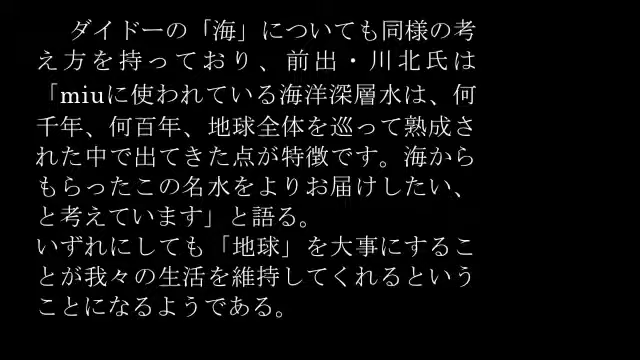 ダイドーの「海」についても同様の考
え方を持っており、前出・川北氏は
「miuに使われている海洋深層水は、何
千年、何百年、地球全体を巡って熟成さ
れた中で出てきた点が特徴です。海から
もらったこの名水をよりお届けしたい、
と考えています」と語る。
いずれにしても「地球」を大事にするこ
とが我々の生活を維持してくれるという
ことになるようである。